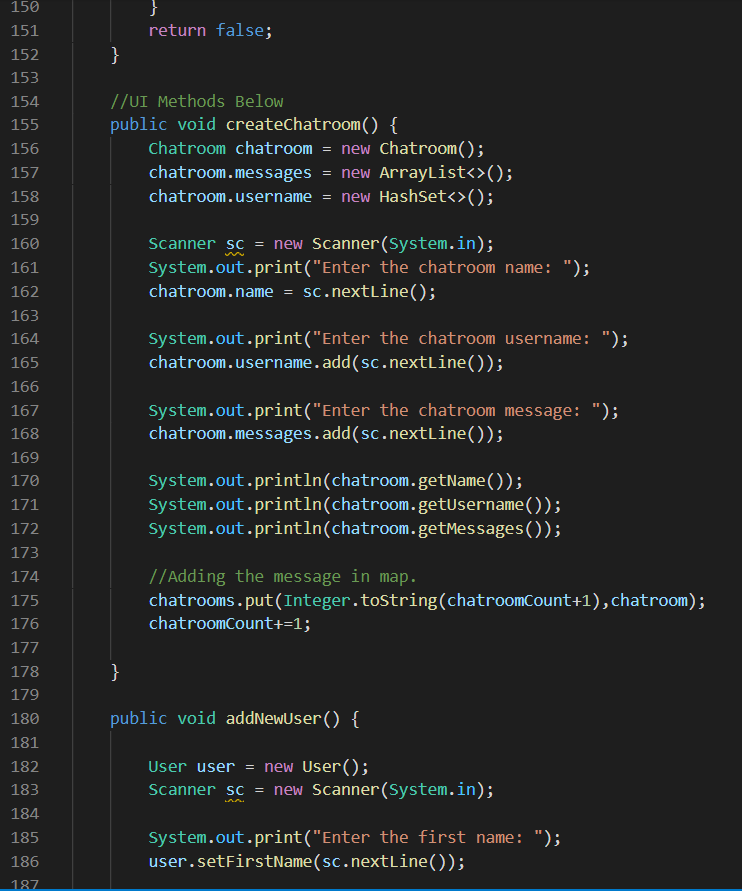 150 }
151 return false;
152 }
153
154 //UI Methods Below
155 public void createChatroom() {
156 Chatroom chatroom = new Chatroom();
157 chatroom.messages = new ArrayList<>();
158 chatroom.username = new HashSet<>();
159
160 Scanner sc = new Scanner(System.in);
161 System.out.print("Enter the chatroom name: ");
162 chatroom.name = sc.nextLine();
163
164 System.out.print("Enter the chatroom username: ");
165 chatroom.username.add(sc.nextLine());
166
167 System.out.print("Enter the chatroom message: ");
168 chatroom.messages.add(sc.nextLine());
169
170 System.out.println(chatroom.getName());
171 System.out.println(chatroom.getUsername());
172 System.out.println(chatroom.getMessages());
173
174 //Adding the message in map.
175 chatrooms.put(Integer.toString(chatroomCount+1),chatroom);
176 chatroomCount+=1;
177
178 }
179
180 public void addNewUser() {
181
182 User user = new User();
183 Scanner sc = new Scanner(System.in);
184
185 System.out.print("Enter the first name: ");
186 user.setFirstName(sc.nextLine());
187